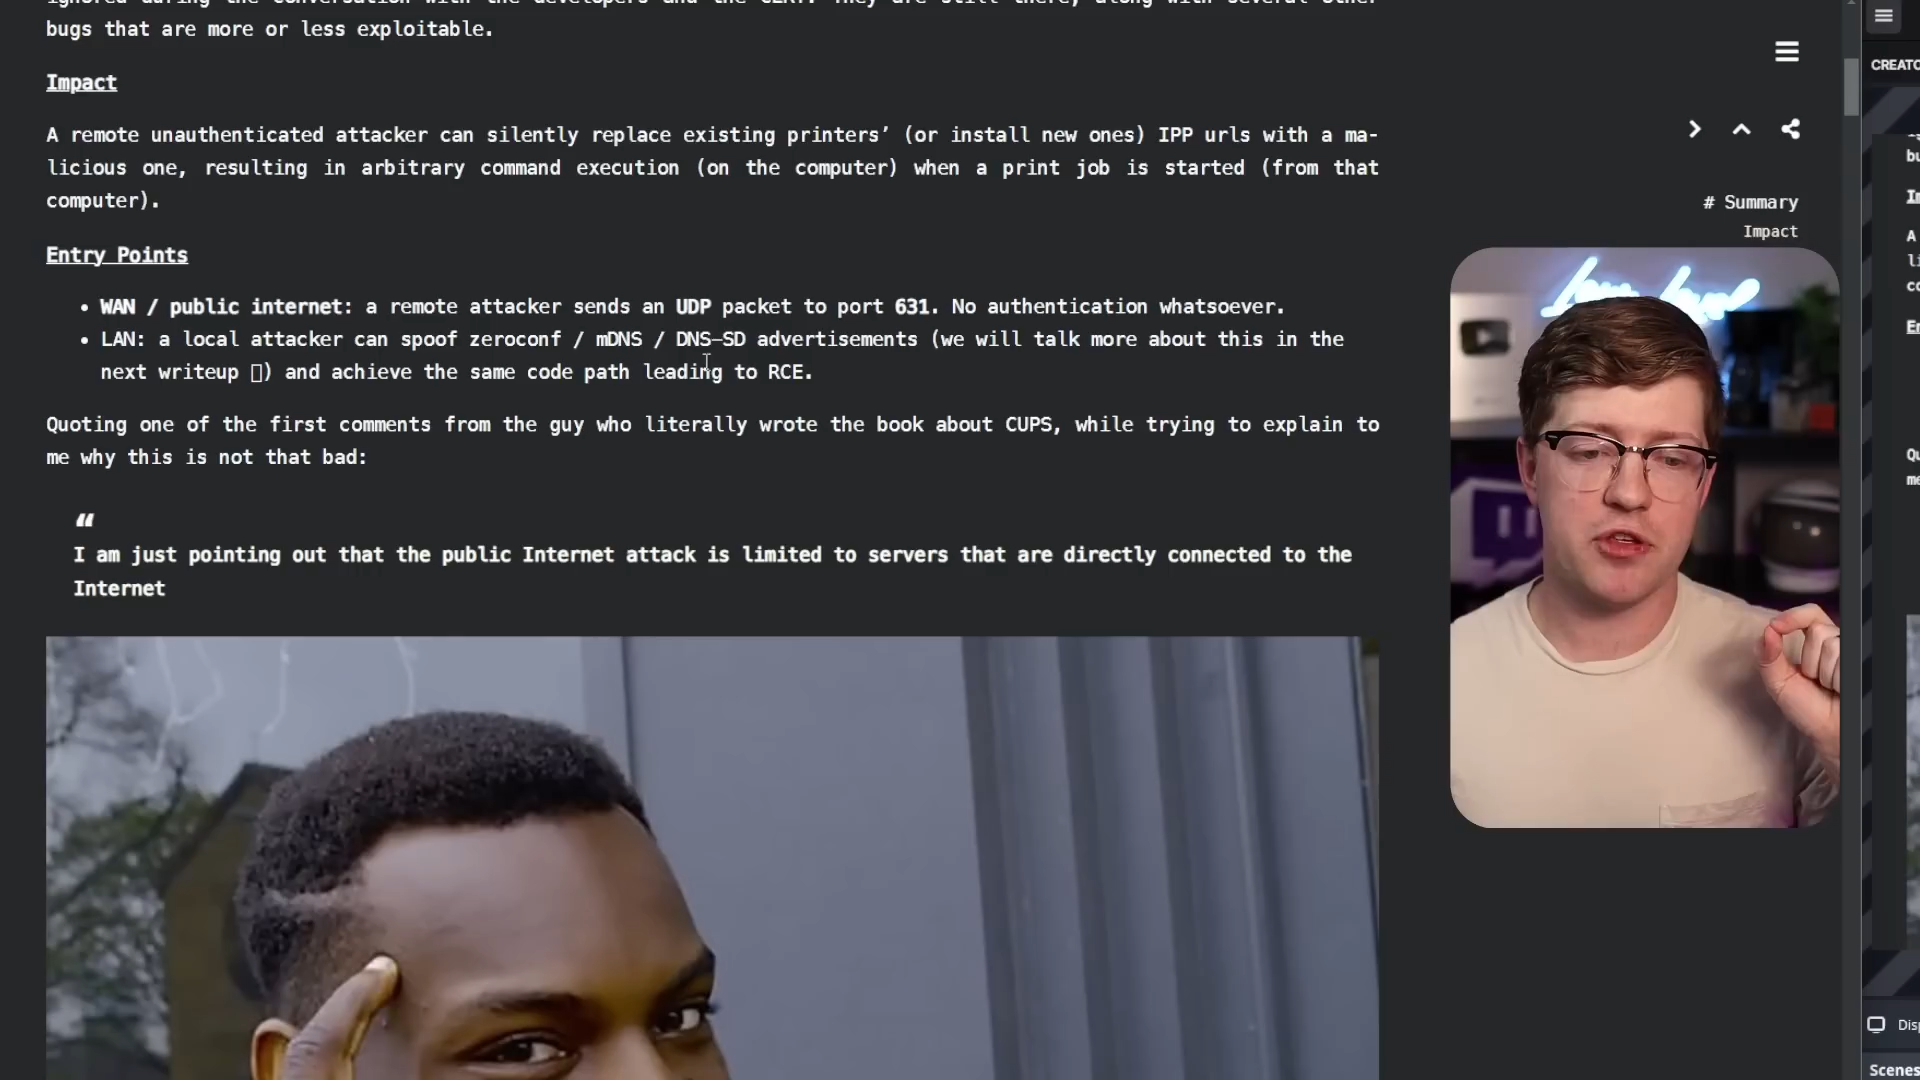 bugs that are more or less exploitable.
Impact
A remote unauthenticated attacker can silently replace existing printers’ (or install new ones) IPP urls with a ma-
licious one, resulting in arbitrary command execution (on the computer) when a print job is started (from that
computer).
Entry Points
• WAN / public internet: a remote attacker sends an UDP packet to port 631. No authentication whatsoever.
• LAN: a local attacker can spoof zeroconf / mDNS / DNS-SD advertisements (we will talk more about this in the
next writeup ▯) and achieve the same code path leading to RCE.
Quoting one of the first comments from the guy who literally wrote the book about CUPS, while trying to explain to
me why this is not that bad:
“
I am just pointing out that the public Internet attack is limited to servers that are directly connected to the
Internet
# Summary
Impact
Scenes